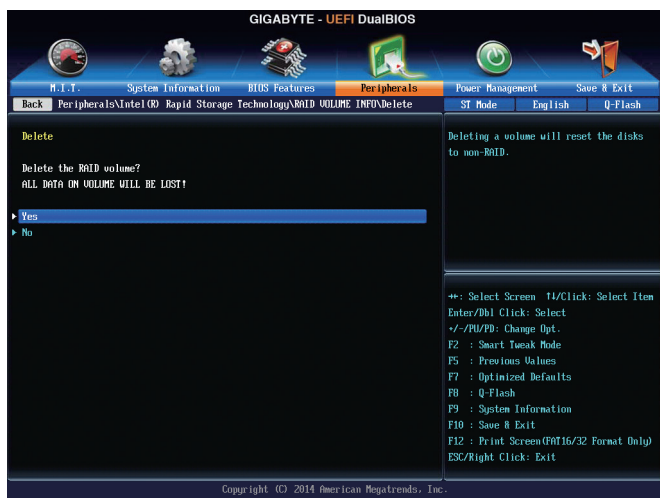 GIGABYTE - UEFI DualBIOS
M.I.T. System Information BIOS Features Peripherals Power Management Save & Exit
Back Peripherals\Intel(R) Rapid Storage Technology\RAID VOLUME INFO\Delete ST Mode English Q-Flash
Delete
Delete the RAID volume?
ALL DATA ON VOLUME WILL BE LOST!
Yes
No
Deleting a volume will reset the disks
to non-RAID.
→←: Select Screen ↑↓/Click: Select Item
Enter/Dbl Click: Select
+/-/PU/PD: Change Opt.
F2 : Smart Tweak Mode
F5 : Previous Values
F7 : Optimized Defaults
F8 : Q-Flash
F9 : System Information
F10 : Save & Exit
F12 : Print Screen(FAT16/32 Format Only)
ESC/Right Click: Exit
Copyright (C) 2014 American Megatrends, Inc.